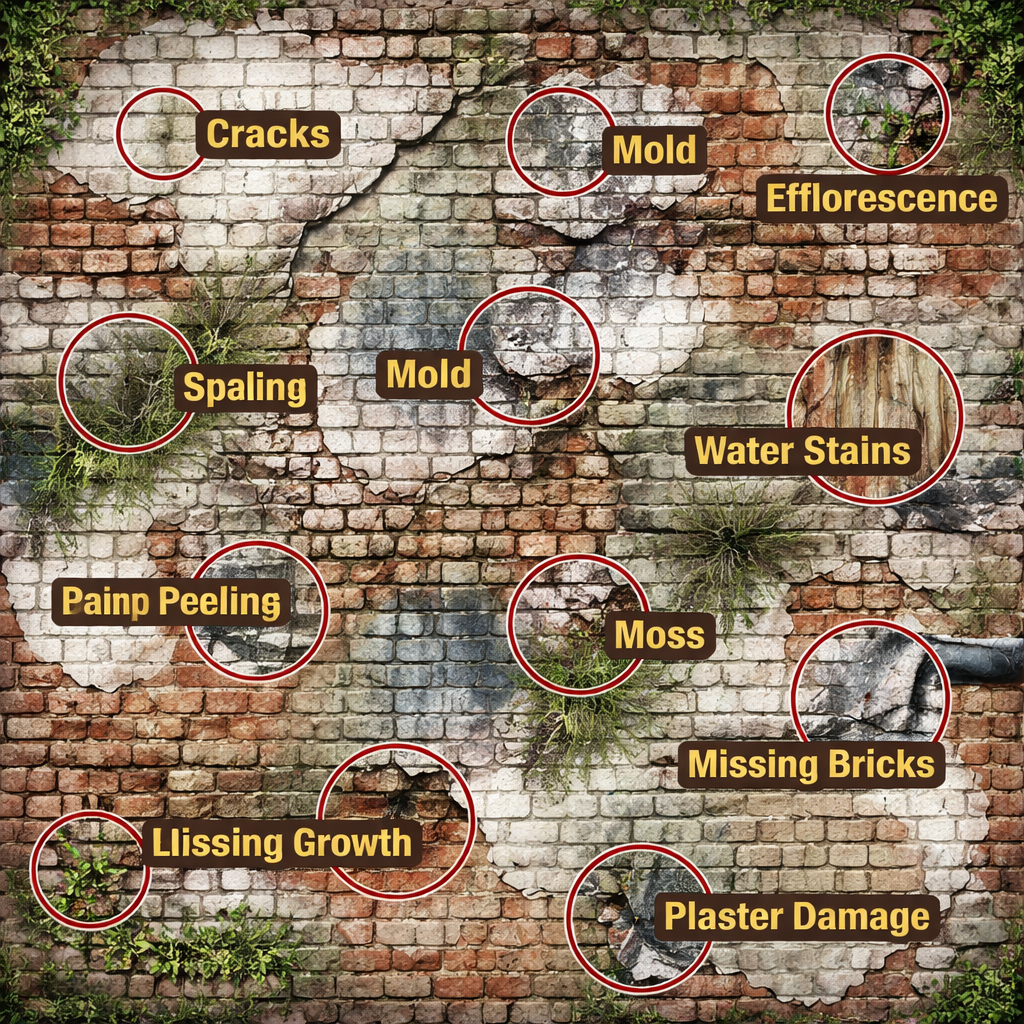 Cracks
Mold
Efflorescence
Spaling
Mold
Water Stains
Painp Peeling
Moss
Missing Bricks
Llissing Growth
Plaster Damage